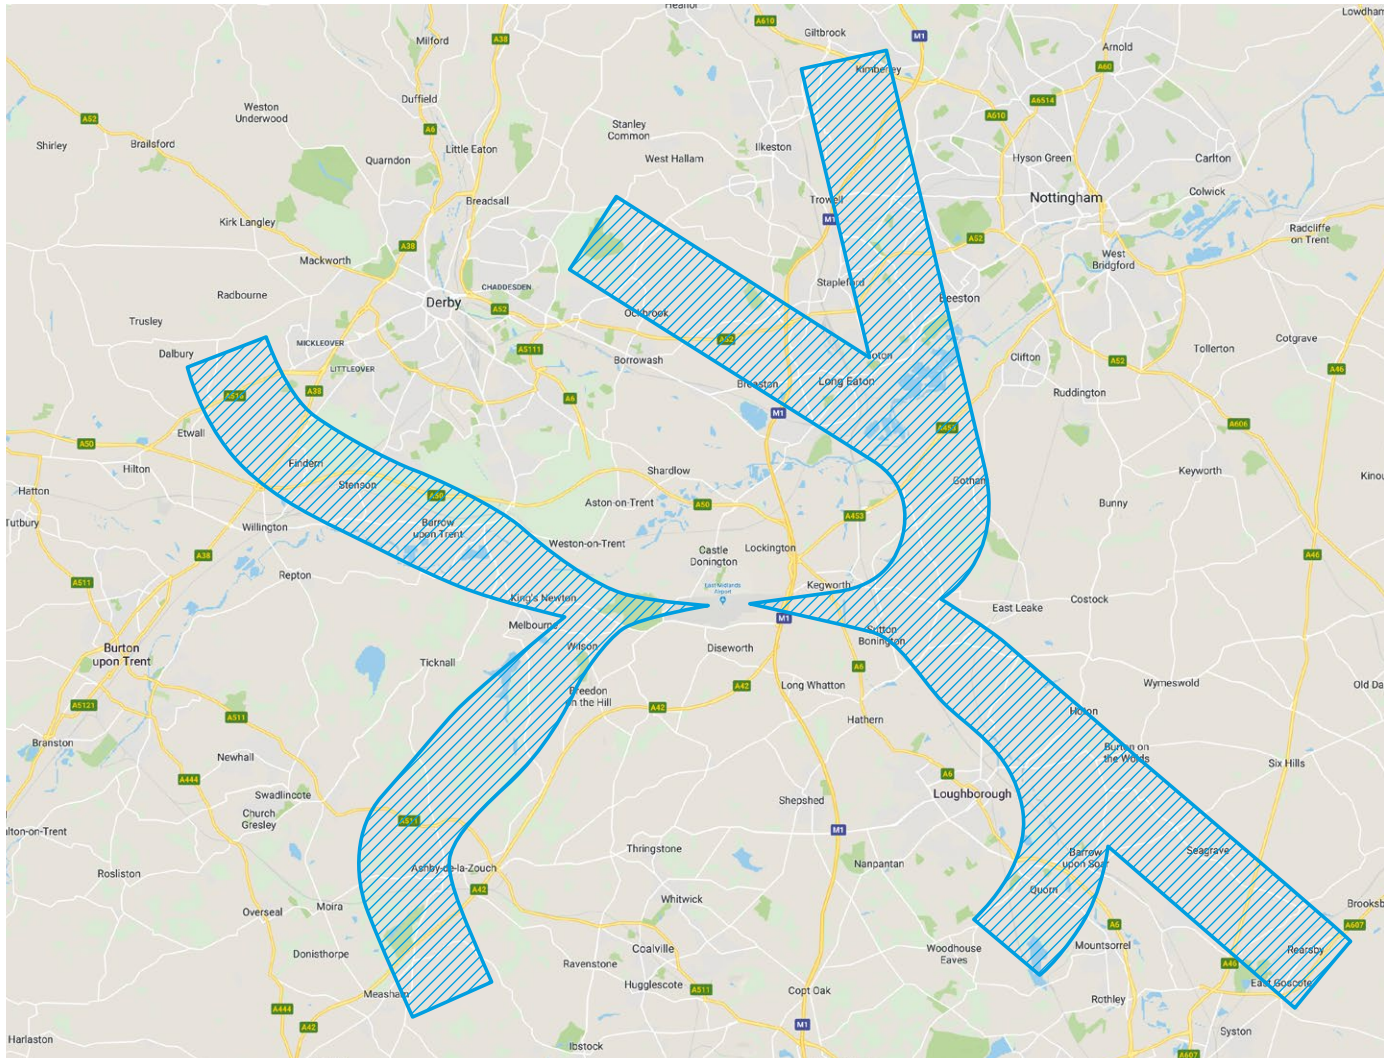 Heanor
Lowdham
A610
Giltbrook
M1
Milford
A38
Arnold
Kimberley
A60
Duffield
A6514
Weston
Underwood
A52
A610
Stanley
Common
A6
Shirley
Brailsford
Little Eaton
Ilkeston
Quarndon
West Hallam
Hyson Green
Carlton
Colwick
Nottingham
Breadsall
Trowell
Kirk Langley
M1
Radcliffe
on Trent
A38
A52
Mackworth
West
Bridgford
Stapleford
CHADDESDEN
Radbourne
Derby
Beeston
A52
Ockbrook
Trusley
A52
Cotgrave
MICKLEOVER
A5111
Tollerton
Dalbury
Borrowash
Toton
Clifton
A52
LITTLEOVER
A46
Breaston
Long Eaton
A38
Ruddington
A516
A6
M1
A606
Etwall
A453
A50
Findern
Hilton
Shardlow
Keyworth
Stenson
Gotham
Hatton
A50
Aston-on-Trent
A50
Bunny
Tutbury
Willington
Barrow
upon Trent
A453
Weston-on-Trent
Castle
Donington
Lockington
A38
A46
Repton
A511
East Midlands
Airport
Kegworth
King's Newton
East Leake
Costock
M1
Melbourne
Sutton
Bonington
Burton
upon Trent
Wilson
Diseworth
Ticknall
A6
Long Whatton
Wymeswold
A42
Breedon
on the Hill
A5121
A42
A511
Hathern
Hoton
Branston
Burton on
the Wolds
Newhall
Six Hills
A444
A6
Swadlincote
Loughborough
Shepshed
Church
Gresley
A511
M1
alton-on-Trent
Thringstone
Seagrave
Barrow
upon Soar
Nanpantan
Ashby-de-la-Zouch
Rosliston
A42
Quorn
Whitwick
Moira
Overseal
A6
A607
Coalville
Woodhouse
Eaves
Mountsorrel
Rearsby
Donisthorpe
Ravenstone
A46
Hugglescote
A511
Copt Oak
East Goscote
Measham
Rothley
A444
A42
M1
Syston
Harlaston
Ibstock
A607